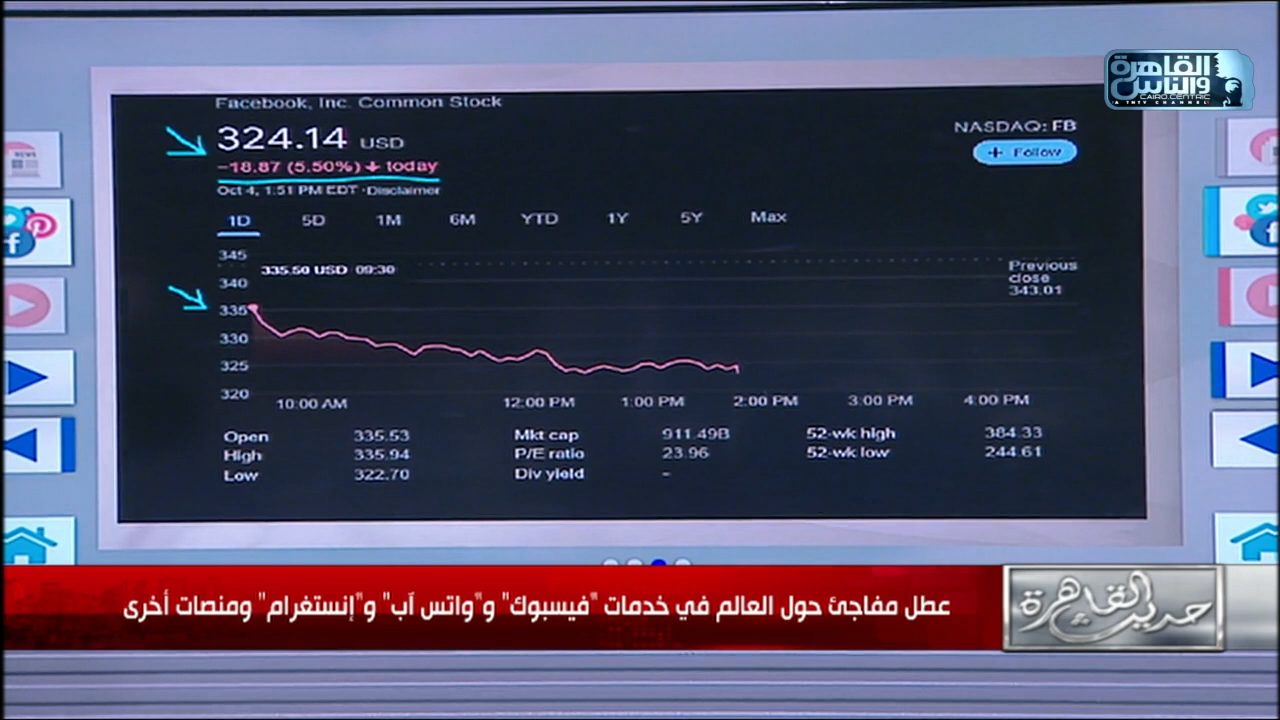 القاهرة
والناس
CAIRO CENTRIC
A TNTV CHANNEL
Facebook, Inc. Common Stock
324.14 USD
−18.87 (5.50%) ↓ today
Oct 4, 1:51 PM EDT · Disclaimer
NASDAQ: FB
+ Follow
1D 5D 1M 6M YTD 1Y 5Y Max
345
335.50 USD 09:30
340
335
330
325
320
Previous
close
343.01
10:00 AM 12:00 PM 1:00 PM 2:00 PM 3:00 PM 4:00 PM
Open 335.53 Mkt cap 911.49B 52-wk high 384.33
High 335.94 P/E ratio 23.96 52-wk low 244.61
Low 322.70 Div yield -
NEWS
حديث القاهرة
عطل مفاجئ حول العالم في خدمات "فيسبوك" و"واتس آب" و"إنستغرام" ومنصات أخرى